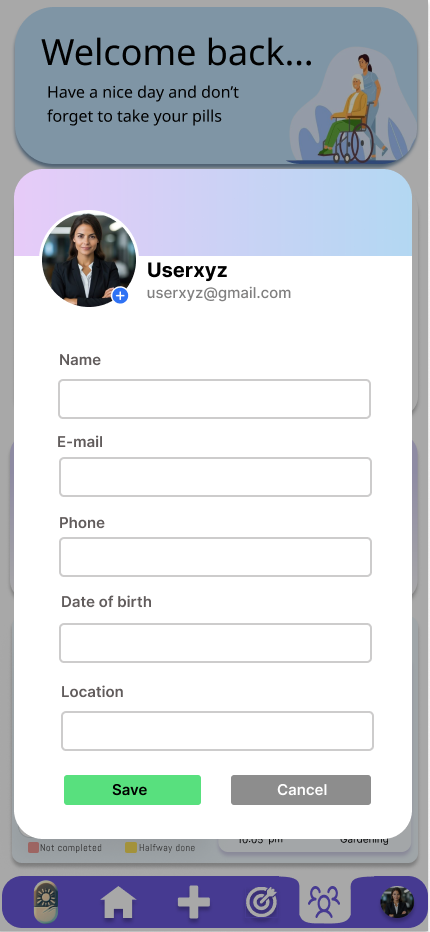 Welcome back...
Have a nice day and don't
forget to take your pills
Userxyz
userxyz@gmail.com
Name
E-mail
Phone
Date of birth
Location
Save
Cancel
10:05 pm
Gardening
Not completed
Halfway done